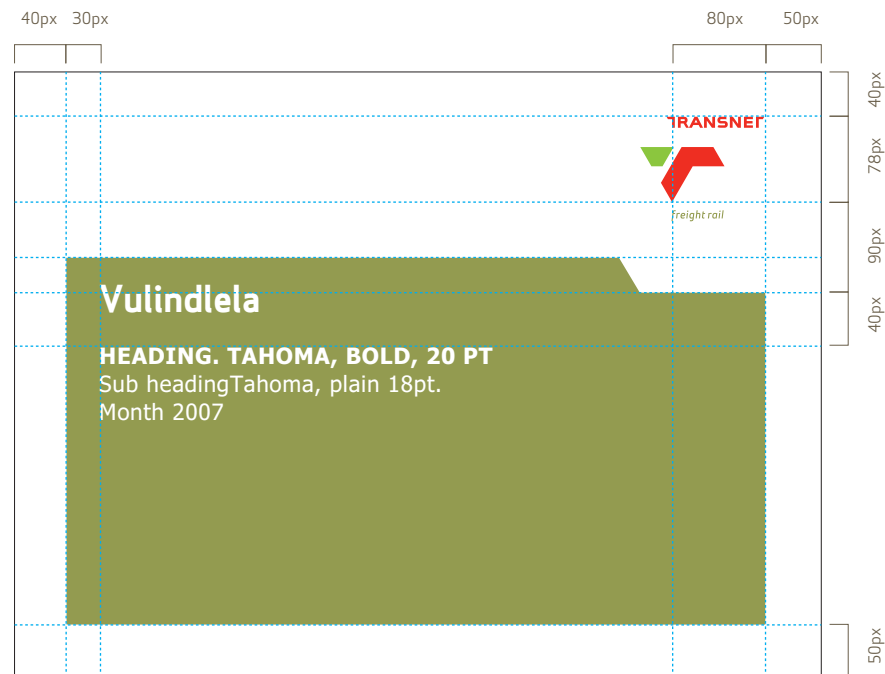 40px 30px 80px 50px
40px
TRANSNET
78px
freight rail
90px
Vulindlela
40px
HEADING. TAHOMA, BOLD, 20 PT
Sub headingTahoma, plain 18pt.
Month 2007
50px